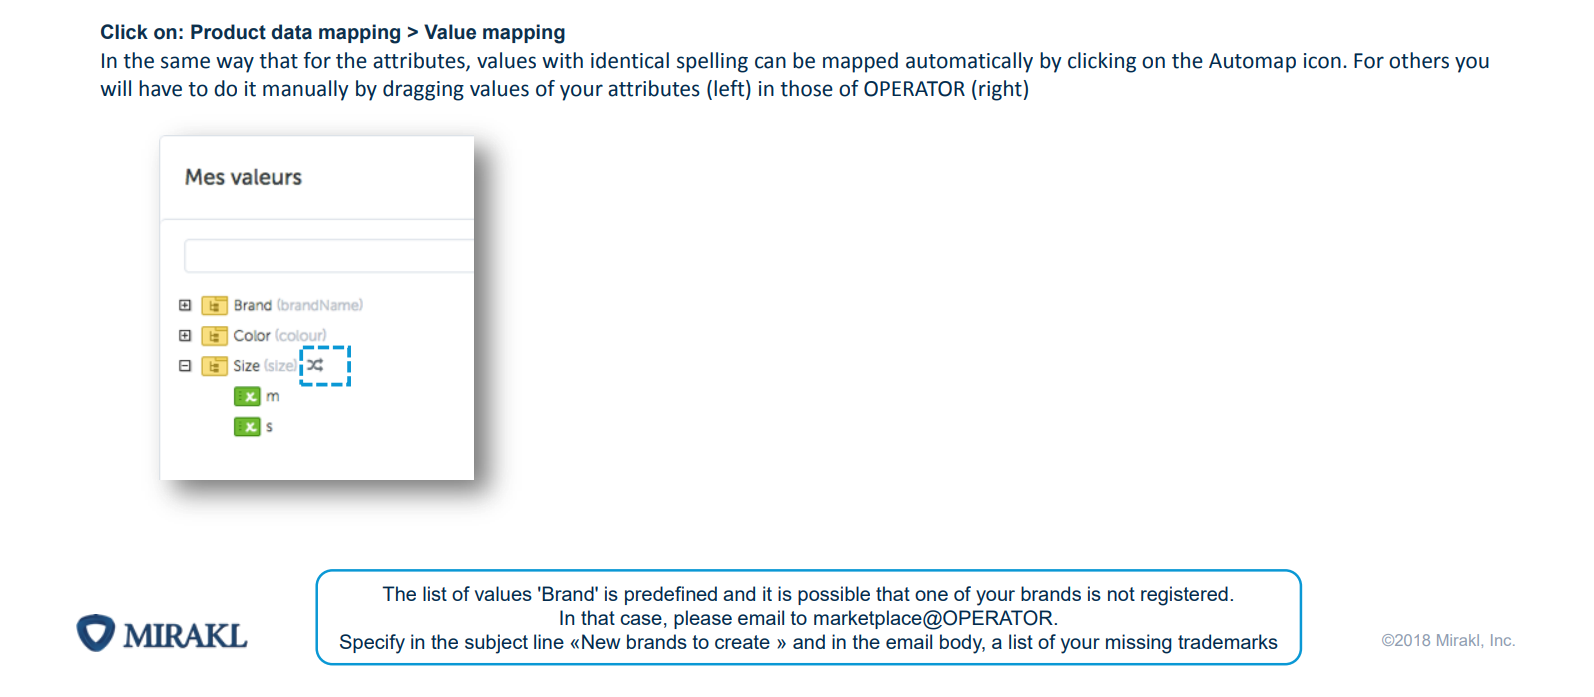 Click on: Product data mapping > Value mapping
In the same way that for the attributes, values with identical spelling can be mapped automatically by clicking on the Automap icon. For others you
will have to do it manually by dragging values of your attributes (left) in those of OPERATOR (right)
Mes valeurs
Brand (brandName)
Color (colour)
Size (size)
m
s
The list of values 'Brand' is predefined and it is possible that one of your brands is not registered.
In that case, please email to marketplace@OPERATOR.
Specify in the subject line «New brands to create » and in the email body, a list of your missing trademarks
MIRAKL
©2018 Mirakl, Inc.